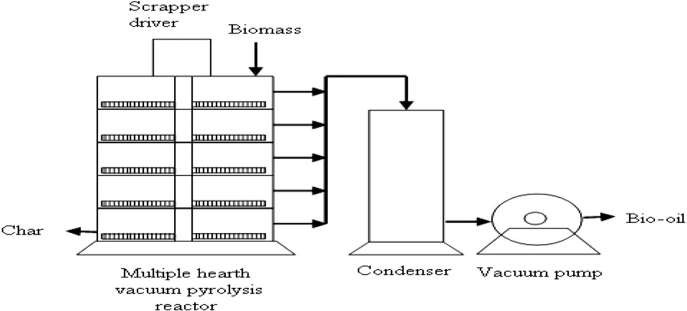 Scrapper
driver
Biomass
Char
Bio-oil
Multiple hearth
vacuum pyrolysis
reactor
Condenser
Vacuum pump